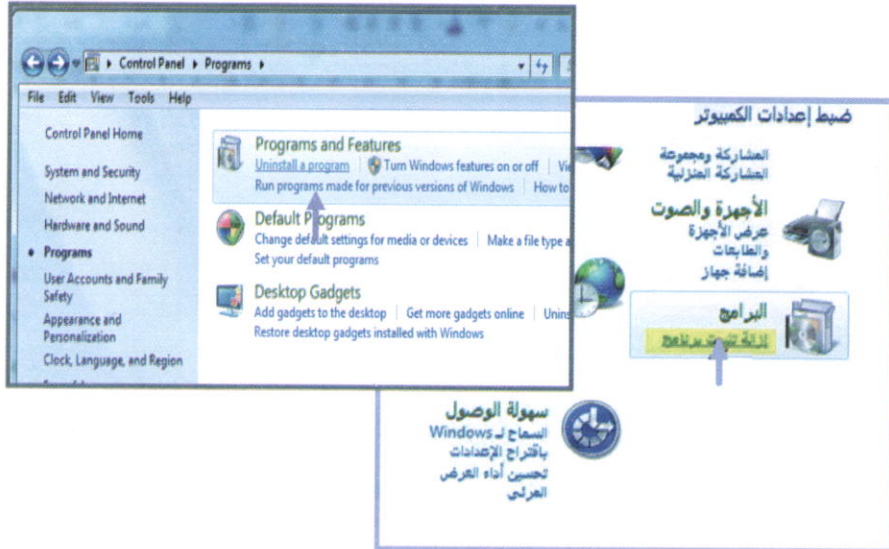 Control Panel ▸ Programs ▸
File Edit View Tools Help
Control Panel Home
System and Security
Network and Internet
Hardware and Sound
• Programs
User Accounts and Family
Safety
Appearance and
Personalization
Clock, Language, and Region
Programs and Features
Uninstall a program | Turn Windows features on or off
Run programs made for previous versions of Windows | How to
Default Programs
Change default settings for media or devices | Make a file type
Set your default programs
Desktop Gadgets
Add gadgets to the desktop | Get more gadgets online
Restore desktop gadgets installed with Windows
ضبط إعدادات الكمبيوتر
المشاركة ومجموعة
المشاركة المنزلية
الأجهزة والصوت
عرض الأجهزة
والطابعات
إضافة جهاز
البرامج
إزالة تثبيت برنامج
سهولة الوصول
السماح لـ Windows
باقتراح الإعدادات
تحسين أداء العرض
المرئي